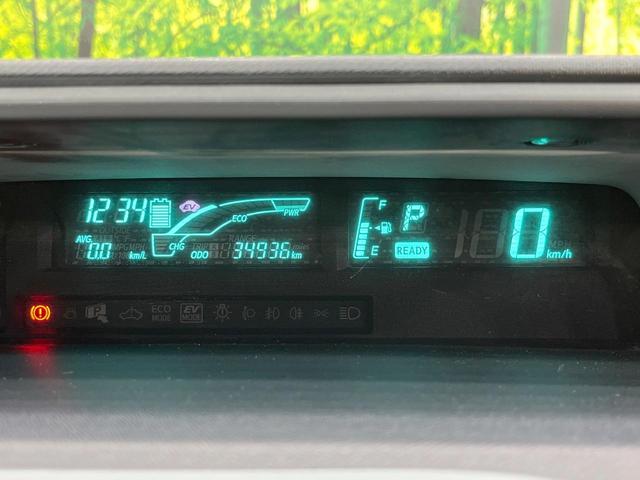 12 34 EV ECO PWR
AVG. 0.0 km/L CHG ODO 34936 km
F P 0 km/h
E READY
ECO MODE EV MODE